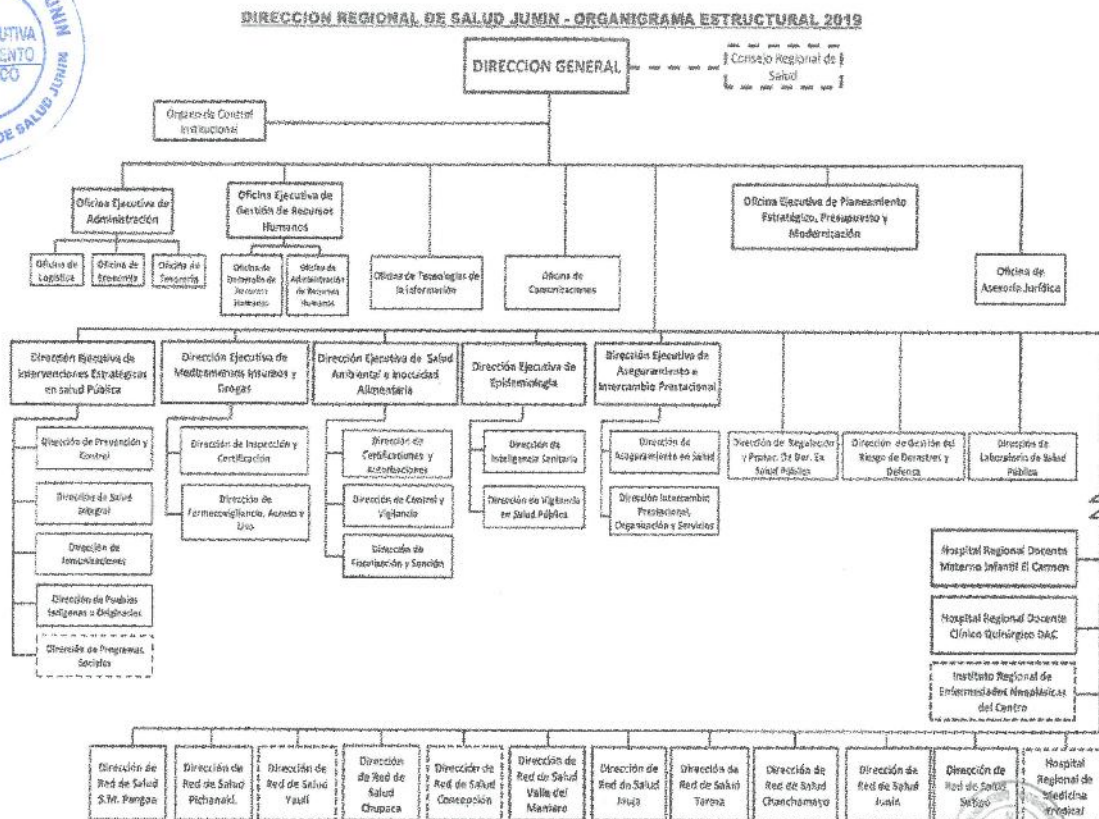 DIRECCION REGIONAL DE SALUD JUNIN - ORGANIGRAMA ESTRUCTURAL 2019
DE SALUD JUNIN
DIRECCION GENERAL
Consejo Regional de
Salud
Organo de Control
Institucional
Oficina Ejecutiva de
Administración
Oficina Ejecutiva de
Gestión de Recursos
Humanos
Oficina Ejecutiva de Planeamiento
Estratégico, Presupuesto y
Modernización
Oficina de
Logística
Oficina de
Economía
Oficina de
Tesorería
Oficina de
Desarrollo de
Recursos
Humanos
Oficina de
Administración
de Recursos
Humanos
Oficina de Tecnologías de
la información
Oficina de
Comunicaciones
Oficina de
Asesoría Jurídica
Dirección Ejecutiva de
Intervenciones Estratégicas
en salud Pública
Dirección Ejecutiva de
Medicamentos Insumos y
Drogas
Dirección Ejecutiva de Salud
Ambiental e Inocuidad
Alimentaria
Dirección Ejecutiva de
Epidemiología
Dirección Ejecutiva de
Aseguramiento e
Intercambio Prestacional
Dirección de Prevención y
Control
Dirección de Salud
Integral
Dirección de
Inmunizaciones
Dirección de Pueblos
Indígenas u Originarios
Dirección de Programas
Sociales
Dirección de Inspección y
Certificación
Dirección de
Farmacovigilancia, Acceso y
Uso
Dirección de
Certificaciones y
Autorizaciones
Dirección de Control y
Vigilancia
Dirección de
Fiscalización y Sanción
Dirección de
Inteligencia Sanitaria
Dirección de Vigilancia
en Salud Pública
Dirección de
Aseguramiento en Salud
Dirección Intercambio
Prestacional,
Organización y Servicios
Dirección de Regulación
y Protec. De Der. En
Salud Pública
Dirección de Gestión del
Riesgo de Desastres y
Defensa
Dirección de
Laboratorio de Salud
Pública
Hospital Regional Docente
Materno Infantil El Carmen
Hospital Regional Docente
Clínico Quirúrgico DAC
Instituto Regional de
Enfermedades Neoplásicas
del Centro
Dirección de
Red de Salud
S.M. Pangoa
Dirección de
Red de Salud
Pichanaki
Dirección de
Red de Salud
Yauli
Dirección
de Red de
Salud
Chupaca
Dirección de
Red de Salud
Concepción
Dirección de
Red de Salud
Valle del
Mantaro
Dirección de
Red de Salud
Jauja
Dirección de
Red de Salud
Tarma
Dirección de
Red de Salud
Chanchamayo
Dirección de
Red de Salud
Junín
Dirección de
Red de Salud
Satipo
Hospital
Regional de
Medicina
Tropical